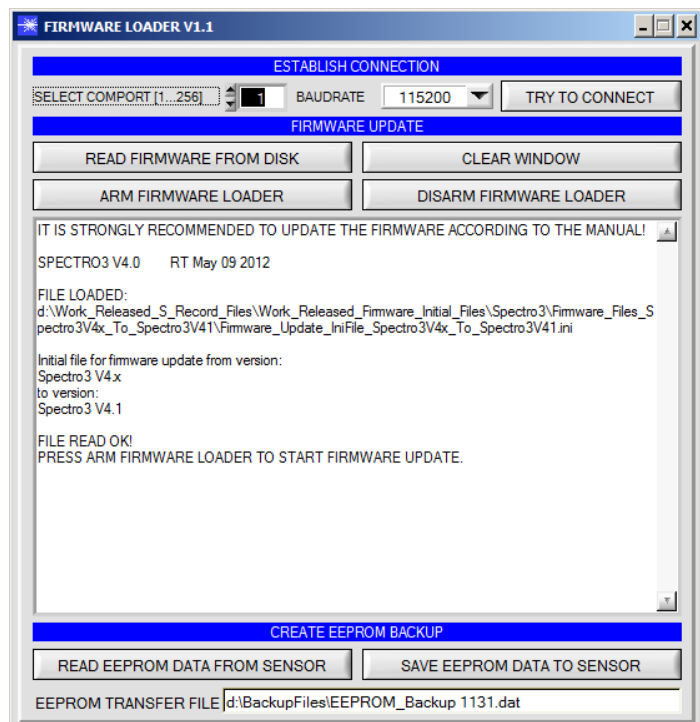 FIRMWARE LOADER V1.1
ESTABLISH CONNECTION
SELECT COMPORT [1...256] 1 BAUDRATE 115200 TRY TO CONNECT
FIRMWARE UPDATE
READ FIRMWARE FROM DISK CLEAR WINDOW
ARM FIRMWARE LOADER DISARM FIRMWARE LOADER
IT IS STRONGLY RECOMMENDED TO UPDATE THE FIRMWARE ACCORDING TO THE MANUAL!
SPECTRO3 V4.0 RT May 09 2012
FILE LOADED:
d:\Work_Released_S_Record_Files\Work_Released_Firmware_Initial_Files\Spectro3\Firmware_Files_S
pectro3V4x_To_Spectro3V41\Firmware_Update_IniFile_Spectro3V4x_To_Spectro3V41.ini
Initial file for firmware update from version:
Spectro3 V4.x
to version:
Spectro3 V4.1
FILE READ OK!
PRESS ARM FIRMWARE LOADER TO START FIRMWARE UPDATE.
CREATE EEPROM BACKUP
READ EEPROM DATA FROM SENSOR SAVE EEPROM DATA TO SENSOR
EEPROM TRANSFER FILE d:\BackupFiles\EEPROM_Backup 1131.dat